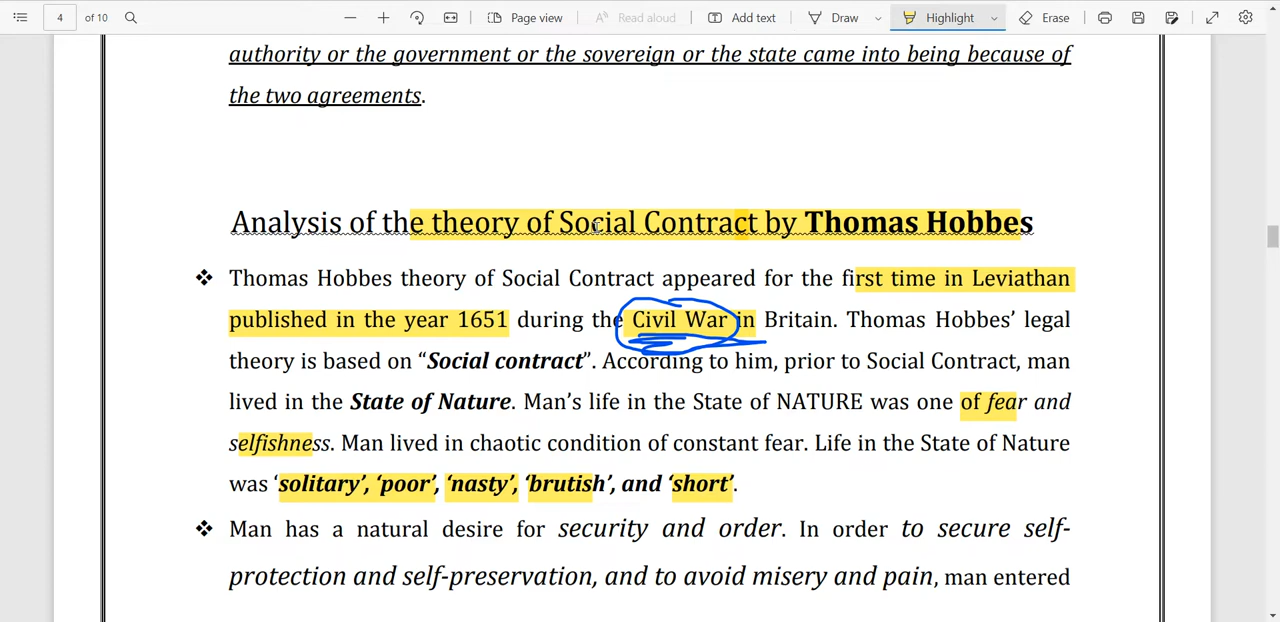 4 of 10 Page view Read aloud Add text Draw Highlight Erase
authority or the government or the sovereign or the state came into being because of
the two agreements.
Analysis of the theory of Social Contract by Thomas Hobbes
❖ Thomas Hobbes theory of Social Contract appeared for the first time in Leviathan
published in the year 1651 during the Civil War in Britain. Thomas Hobbes’ legal
theory is based on “Social contract”. According to him, prior to Social Contract, man
lived in the State of Nature. Man’s life in the State of NATURE was one of fear and
selfishness. Man lived in chaotic condition of constant fear. Life in the State of Nature
was ‘solitary’, ‘poor’, ‘nasty’, ‘brutish’, and ‘short’.
❖ Man has a natural desire for security and order. In order to secure self-
protection and self-preservation, and to avoid misery and pain, man entered